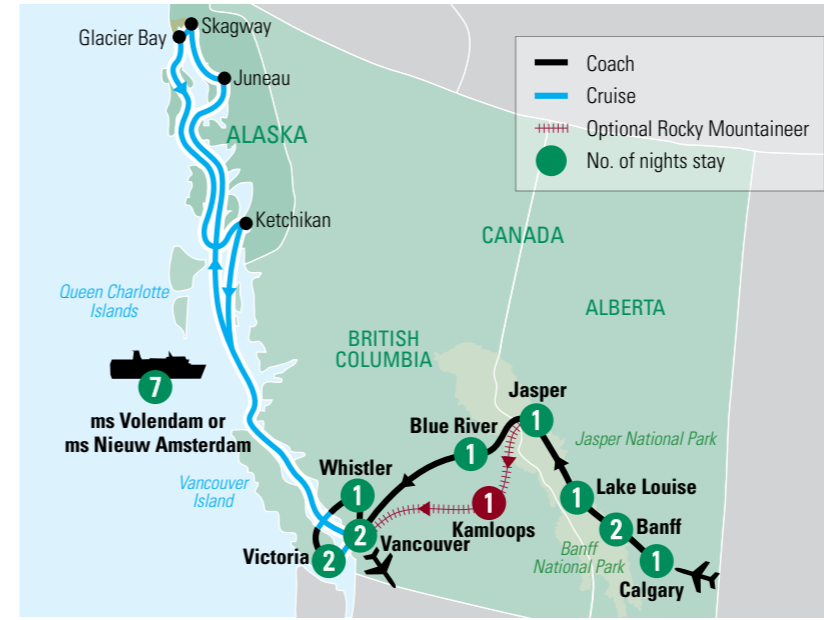 Skagway
Glacier Bay
Juneau
ALASKA
Ketchikan
Coach
Cruise
Optional Rocky Mountaineer
No. of nights stay
CANADA
ALBERTA
Queen Charlotte
Islands
BRITISH
COLUMBIA
7
ms Volendam or
ms Nieuw Amsterdam
Jasper
1
Jasper National Park
Blue River
1
Whistler
1
Vancouver
Island
Lake Louise
1
1
Kamloops
2
Banff
2
Vancouver
Victoria
2
Banff
National Park
1
Calgary